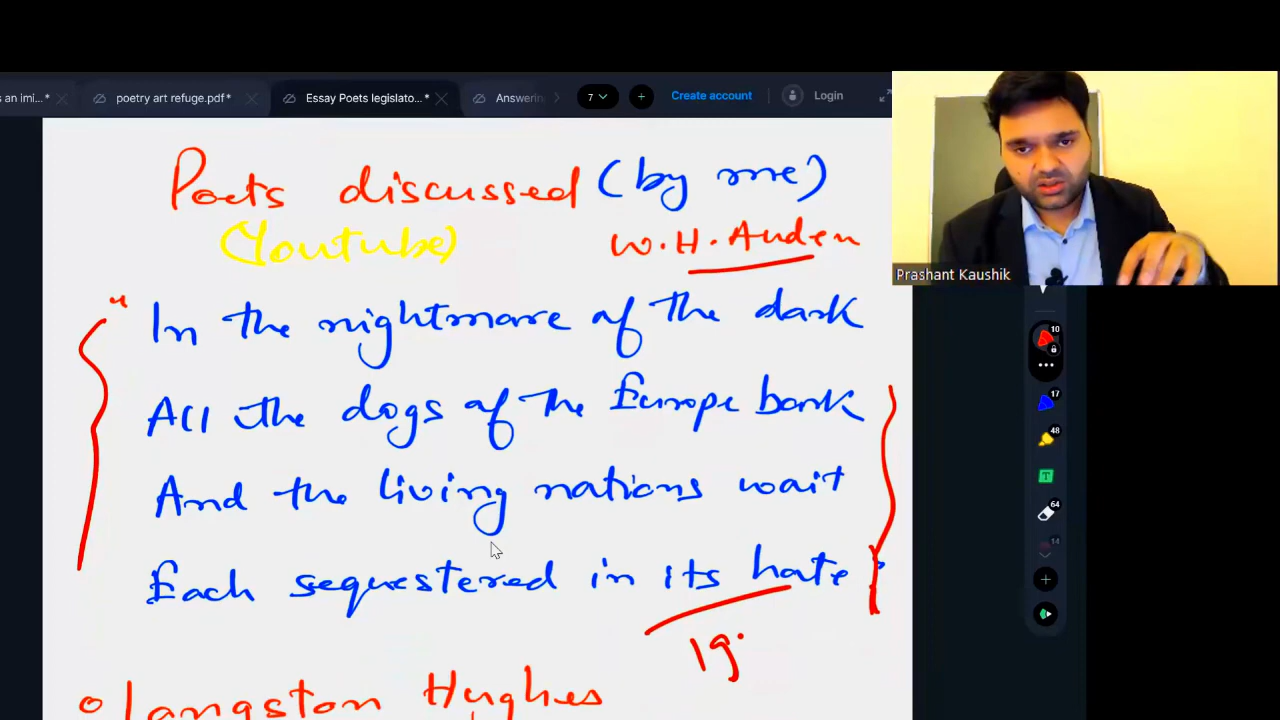 s an imi...*
poetry art refuge.pdf*
Essay Poets legislato...*
Answering
7
Create account
Login
Poets discussed (by me)
(Youtube)
W.H. Auden
Prashant Kaushik
" In the nightmare of the dark
All the dogs of the Europe bark
And the living nations wait
Each sequestered in its hate "
19
Langston Hughes
10
17
48
T
64
14